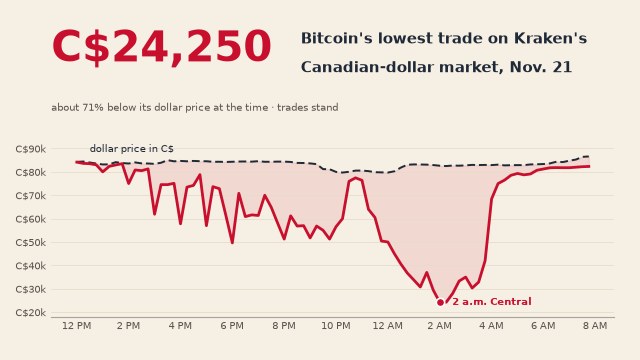 C$24,250
Bitcoin's lowest trade on Kraken's
Canadian-dollar market, Nov. 21
about 71% below its dollar price at the time · trades stand
dollar price in C$
C$90k
C$80k
C$70k
C$60k
C$50k
C$40k
C$30k
C$20k
2 a.m. Central
12 PM
2 PM
4 PM
6 PM
8 PM
10 PM
12 AM
2 AM
4 AM
6 AM
8 AM